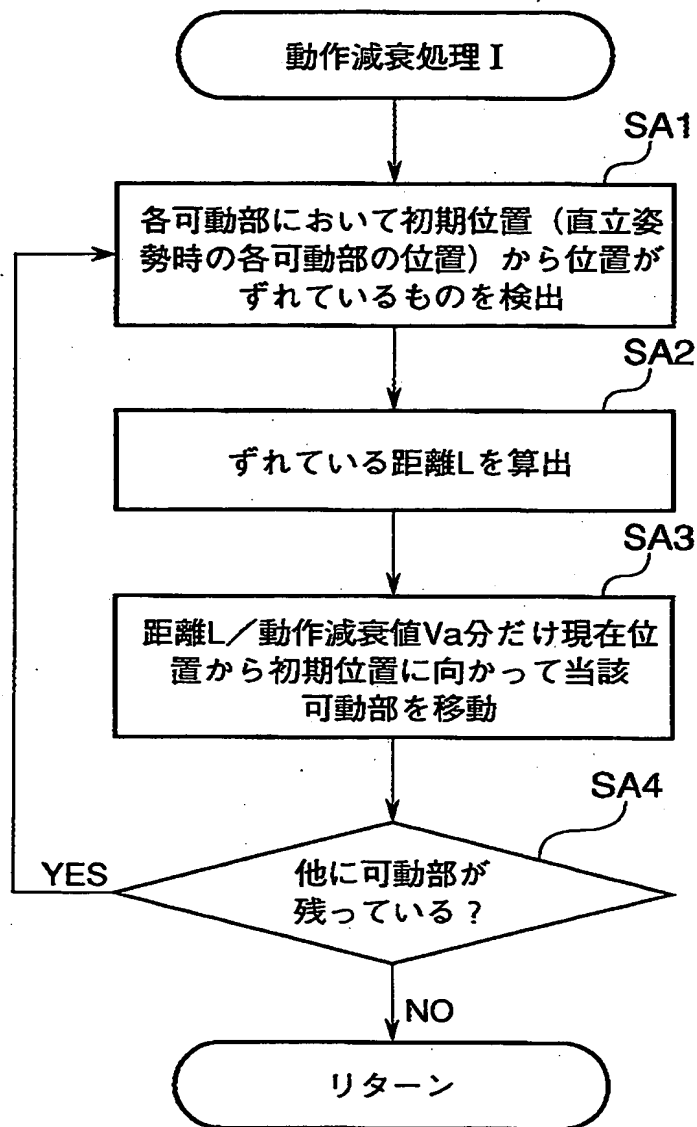 動作減衰処理Ⅰ
SA1
各可動部において初期位置（直立姿
勢時の各可動部の位置）から位置が
ずれているものを検出
SA2
ずれている距離Lを算出
SA3
距離L／動作減衰値Va分だけ現在位
置から初期位置に向かって当該
可動部を移動
SA4
他に可動部が
残っている？
YES
NO
リターン